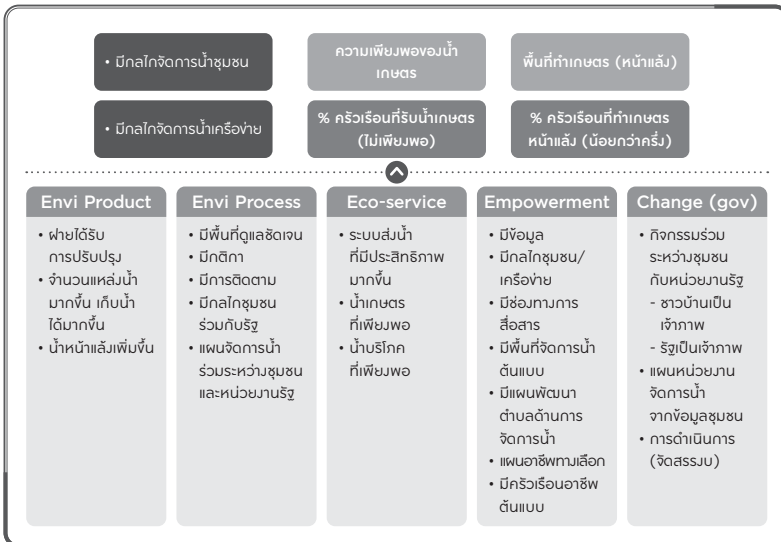 • มีกลไกจัดการน้ำชุมชน
ความเพียงพอของน้ำ
เกษตร
พื้นที่ทำเกษตร (หน้าแล้ง)
• มีกลไกจัดการน้ำเครือข่าย
% ครัวเรือนที่รับน้ำเกษตร
(ไม่เพียงพอ)
% ครัวเรือนที่ทำเกษตร
หน้าแล้ง (น้อยกว่าครึ่ง)
Envi Product
• ฝายได้รับ
การปรับปรุง
• จำนวนแหล่งน้ำ
มากขึ้น เก็บน้ำ
ได้มากขึ้น
• น้ำหน้าแล้งเพิ่มขึ้น
Envi Process
• มีพื้นที่ดูแลชัดเจน
• มีกติกา
• มีการติดตาม
• มีกลไกชุมชน
ร่วมกับรัฐ
• แผนจัดการน้ำ
ร่วมระหว่างชุมชน
และหน่วยงานรัฐ
Eco-service
• ระบบส่งน้ำ
ที่มีประสิทธิภาพ
มากขึ้น
• น้ำเกษตร
ที่เพียงพอ
• น้ำบริโภค
ที่เพียงพอ
Empowerment
• มีข้อมูล
• มีกลไกชุมชน/
เครือข่าย
• มีช่องทางการ
สื่อสาร
• มีพื้นที่จัดการน้ำ
ต้นแบบ
• มีแผนพัฒนา
ตำบลด้านการ
จัดการน้ำ
• แผนอาชีพทางเลือก
• มีครัวเรือนอาชีพ
ต้นแบบ
Change (gov)
• กิจกรรมร่วม
ระหว่างชุมชน
กับหน่วยงานรัฐ
- ชาวบ้านเป็น
เจ้าภาพ
- รัฐเป็นเจ้าภาพ
• แผนหน่วยงาน
จัดการน้ำ
จากข้อมูลชุมชน
• การดำเนินการ
(จัดสรรงบ)